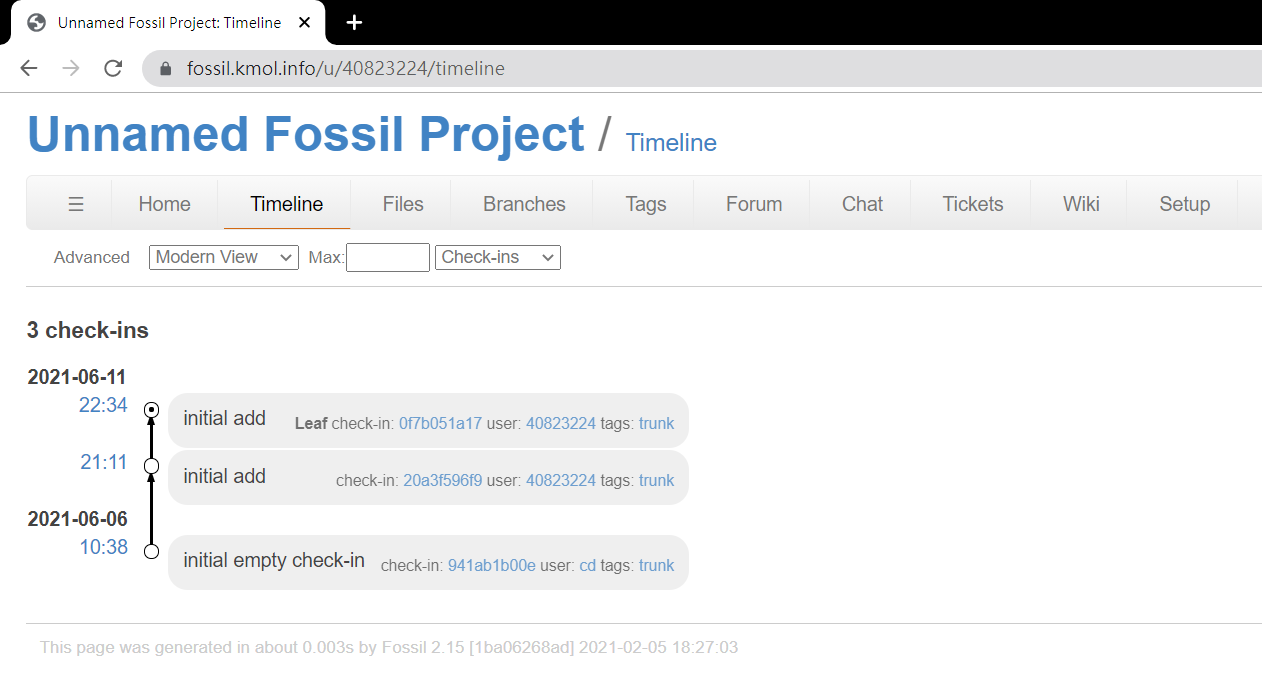 Unnamed Fossil Project: Timeline
fossil.kmol.info/u/40823224/timeline
Unnamed Fossil Project / Timeline
Home Timeline Files Branches Tags Forum Chat Tickets Wiki Setup
Advanced Modern View Max: Check-ins
3 check-ins
2021-06-11
22:34 initial add Leaf check-in: 0f7b051a17 user: 40823224 tags: trunk
21:11 initial add check-in: 20a3f596f9 user: 40823224 tags: trunk
2021-06-06
10:38 initial empty check-in check-in: 941ab1b00e user: cd tags: trunk
This page was generated in about 0.003s by Fossil 2.15 [1ba06268ad] 2021-02-05 18:27:03